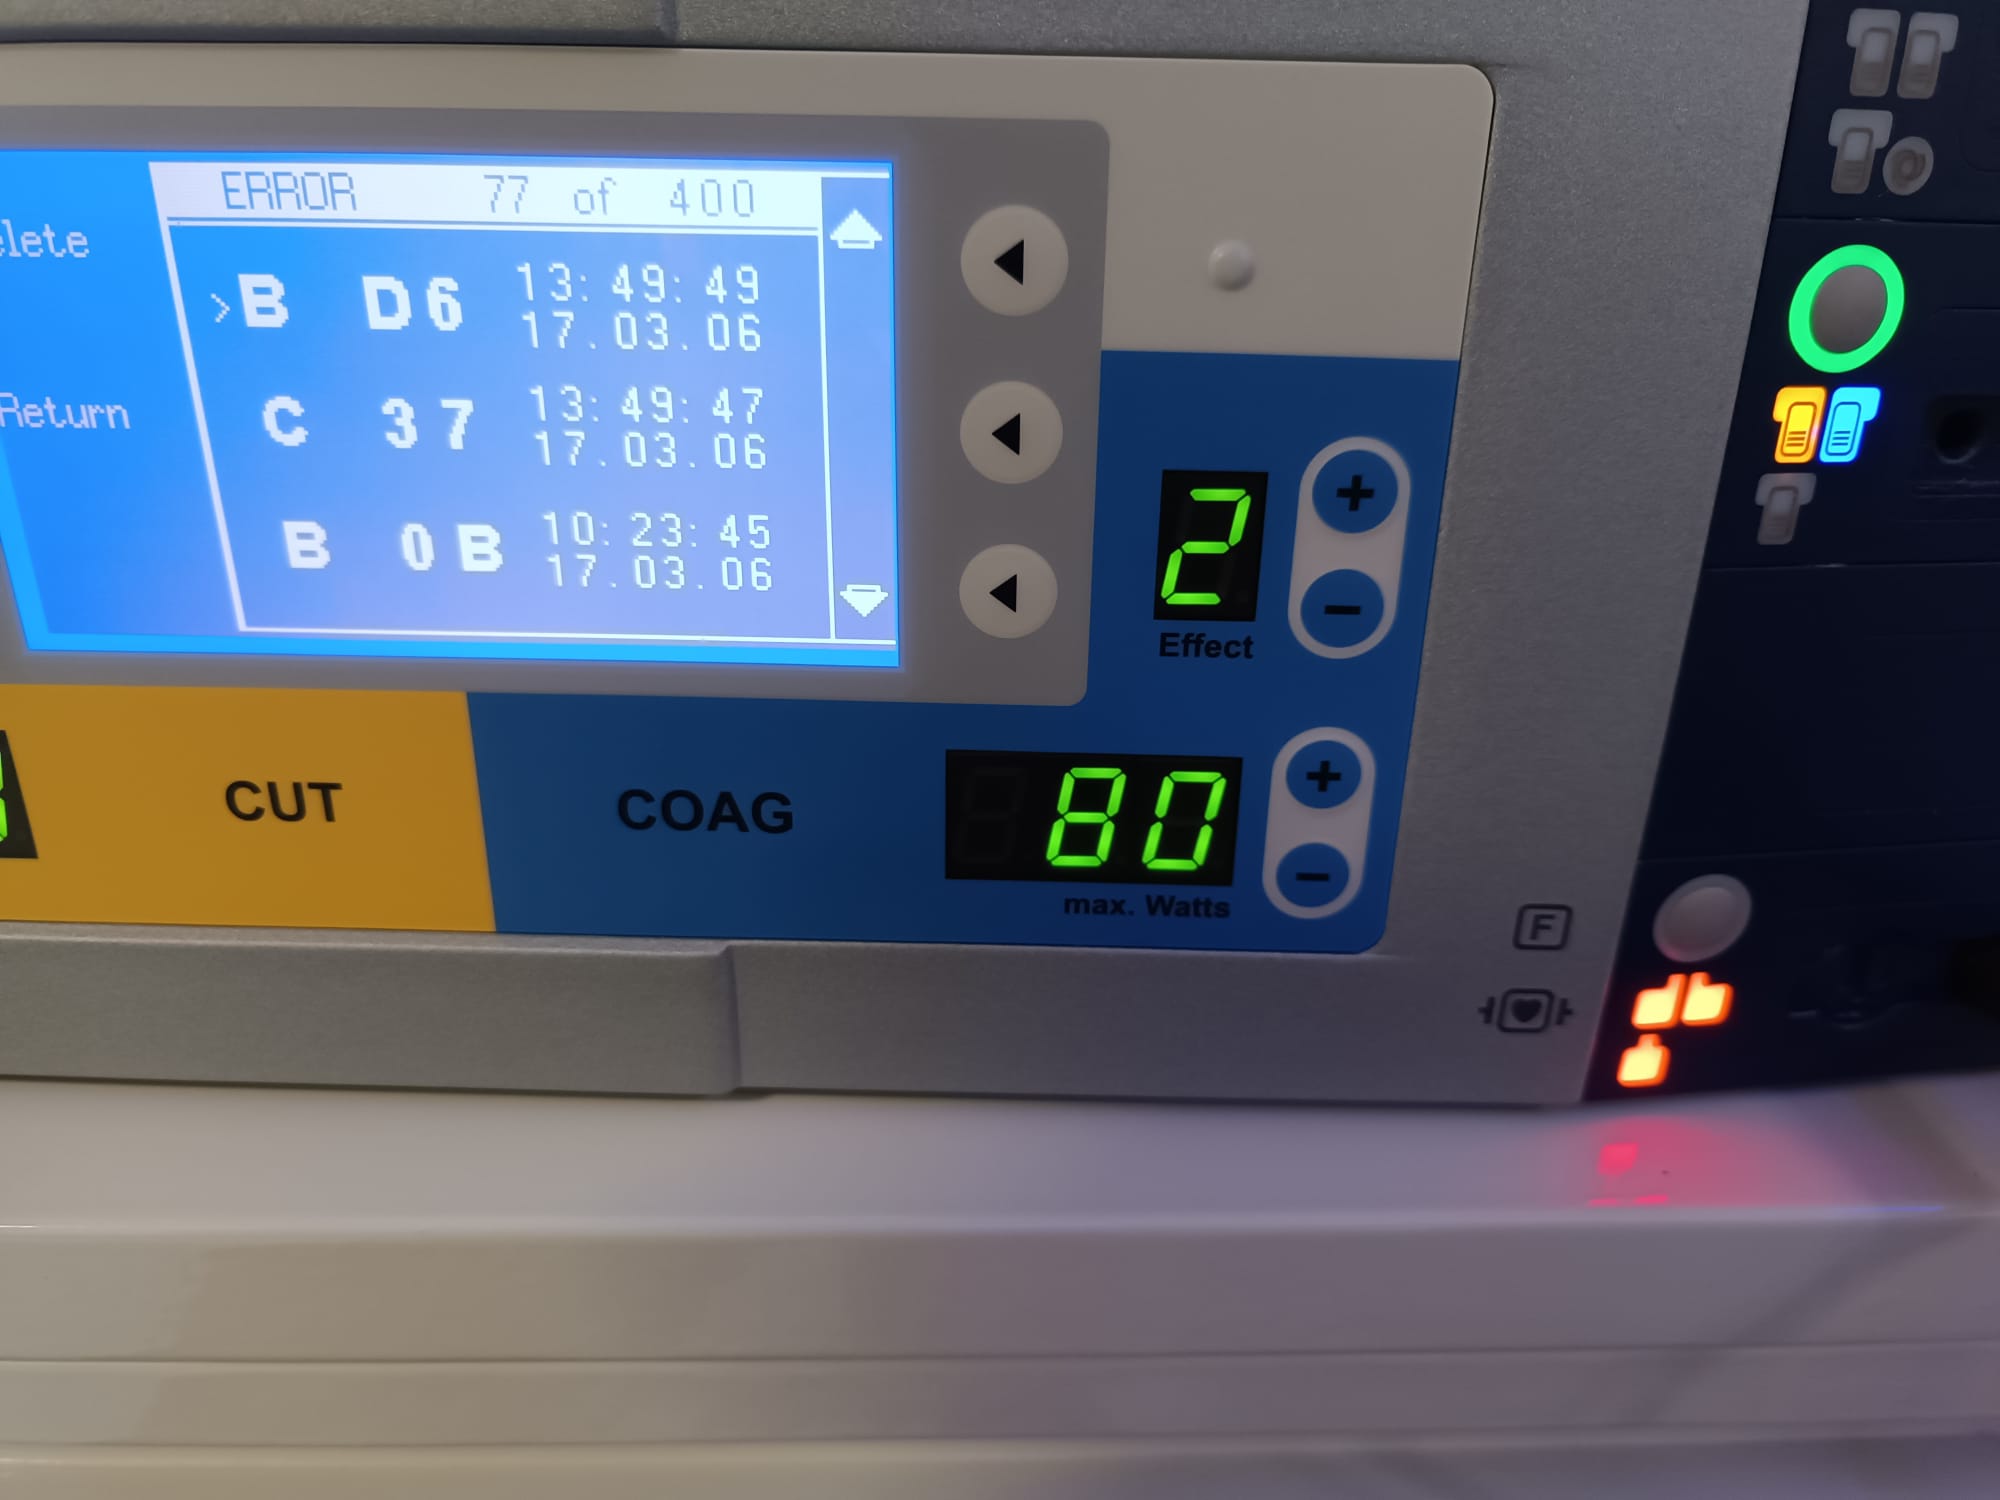 ERROR 77 of 400
elete
>B D6 13:49:49
17.03.06
Return
C 37 13:49:47
17.03.06
B 0B 10:23:45
17.03.06
2
Effect
+
-
CUT
COAG
80
max. Watts
+
-
F